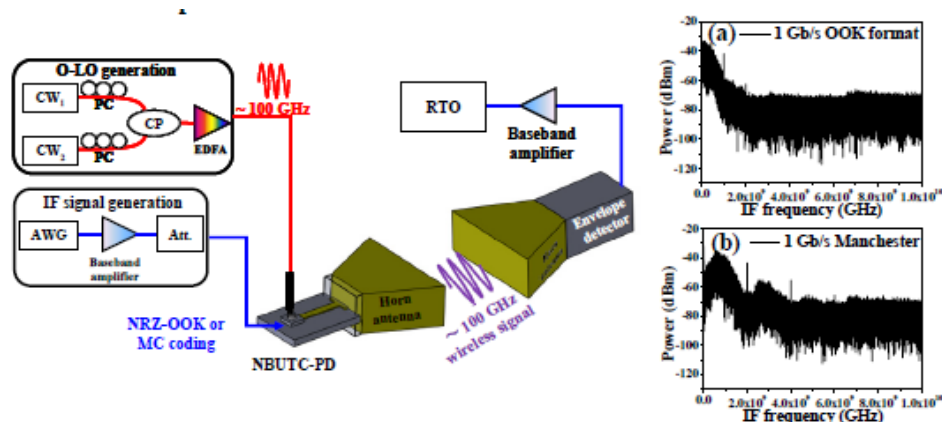 O-LO generation
CW1
PC
CP
CW2
PC
EDFA
~ 100 GHz
IF signal generation
AWG
Att.
Baseband
amplifier
NRZ-OOK or
MC coding
NBUTC-PD
Horn
antenna
~ 100 GHz
wireless signal
RTO
Baseband
amplifier
Envelope
detector
(a)
1 Gb/s OOK format
Power (dBm)
-20
-40
-60
-80
-100
-120
0.0
2.0x10⁹
4.0x10⁹
6.0x10⁹
8.0x10⁹
1.0x10¹⁰
IF frequency (GHz)
(b)
1 Gb/s Manchester
Power (dBm)
-20
-40
-60
-80
-100
-120
0.0
2.0x10⁹
4.0x10⁹
6.0x10⁹
8.0x10⁹
1.0x10¹⁰
IF frequency (GHz)